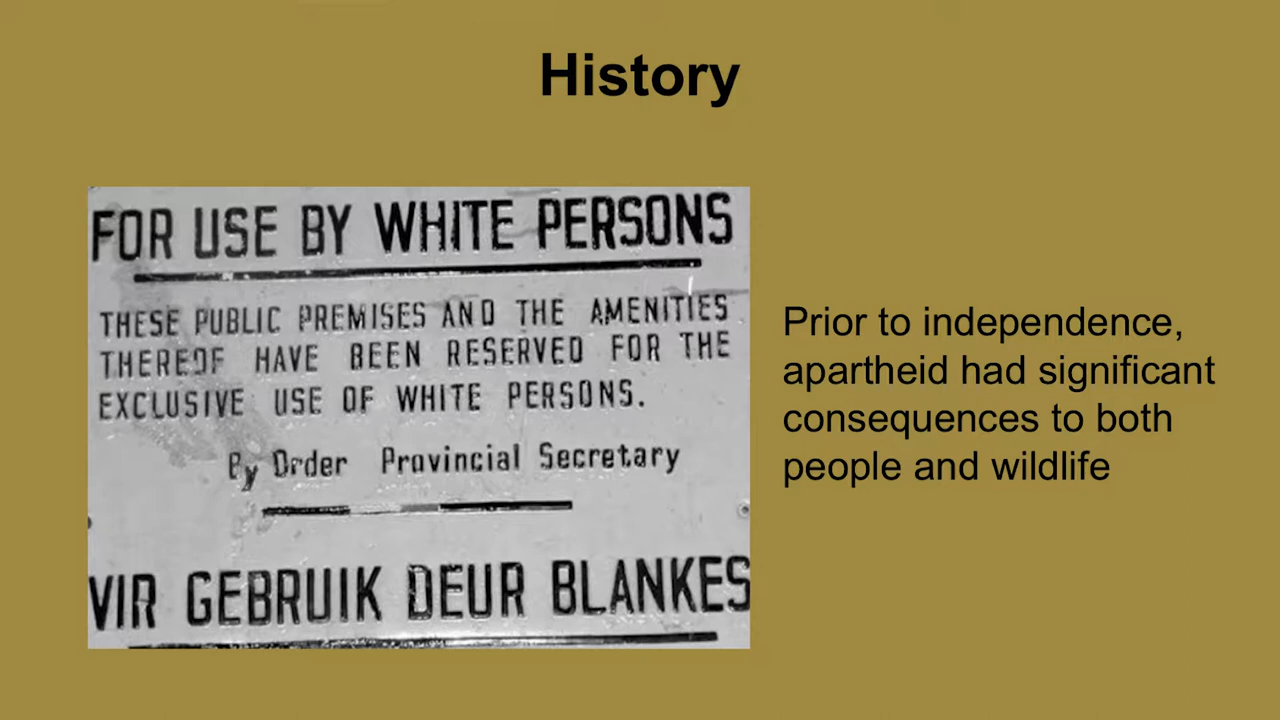 History
FOR USE BY WHITE PERSONS
THESE PUBLIC PREMISES AND THE AMENITIES
THEREOF HAVE BEEN RESERVED FOR THE
EXCLUSIVE USE OF WHITE PERSONS.
By Order Provincial Secretary
VIR GEBRUIK DEUR BLANKES
Prior to independence,
apartheid had significant
consequences to both
people and wildlife